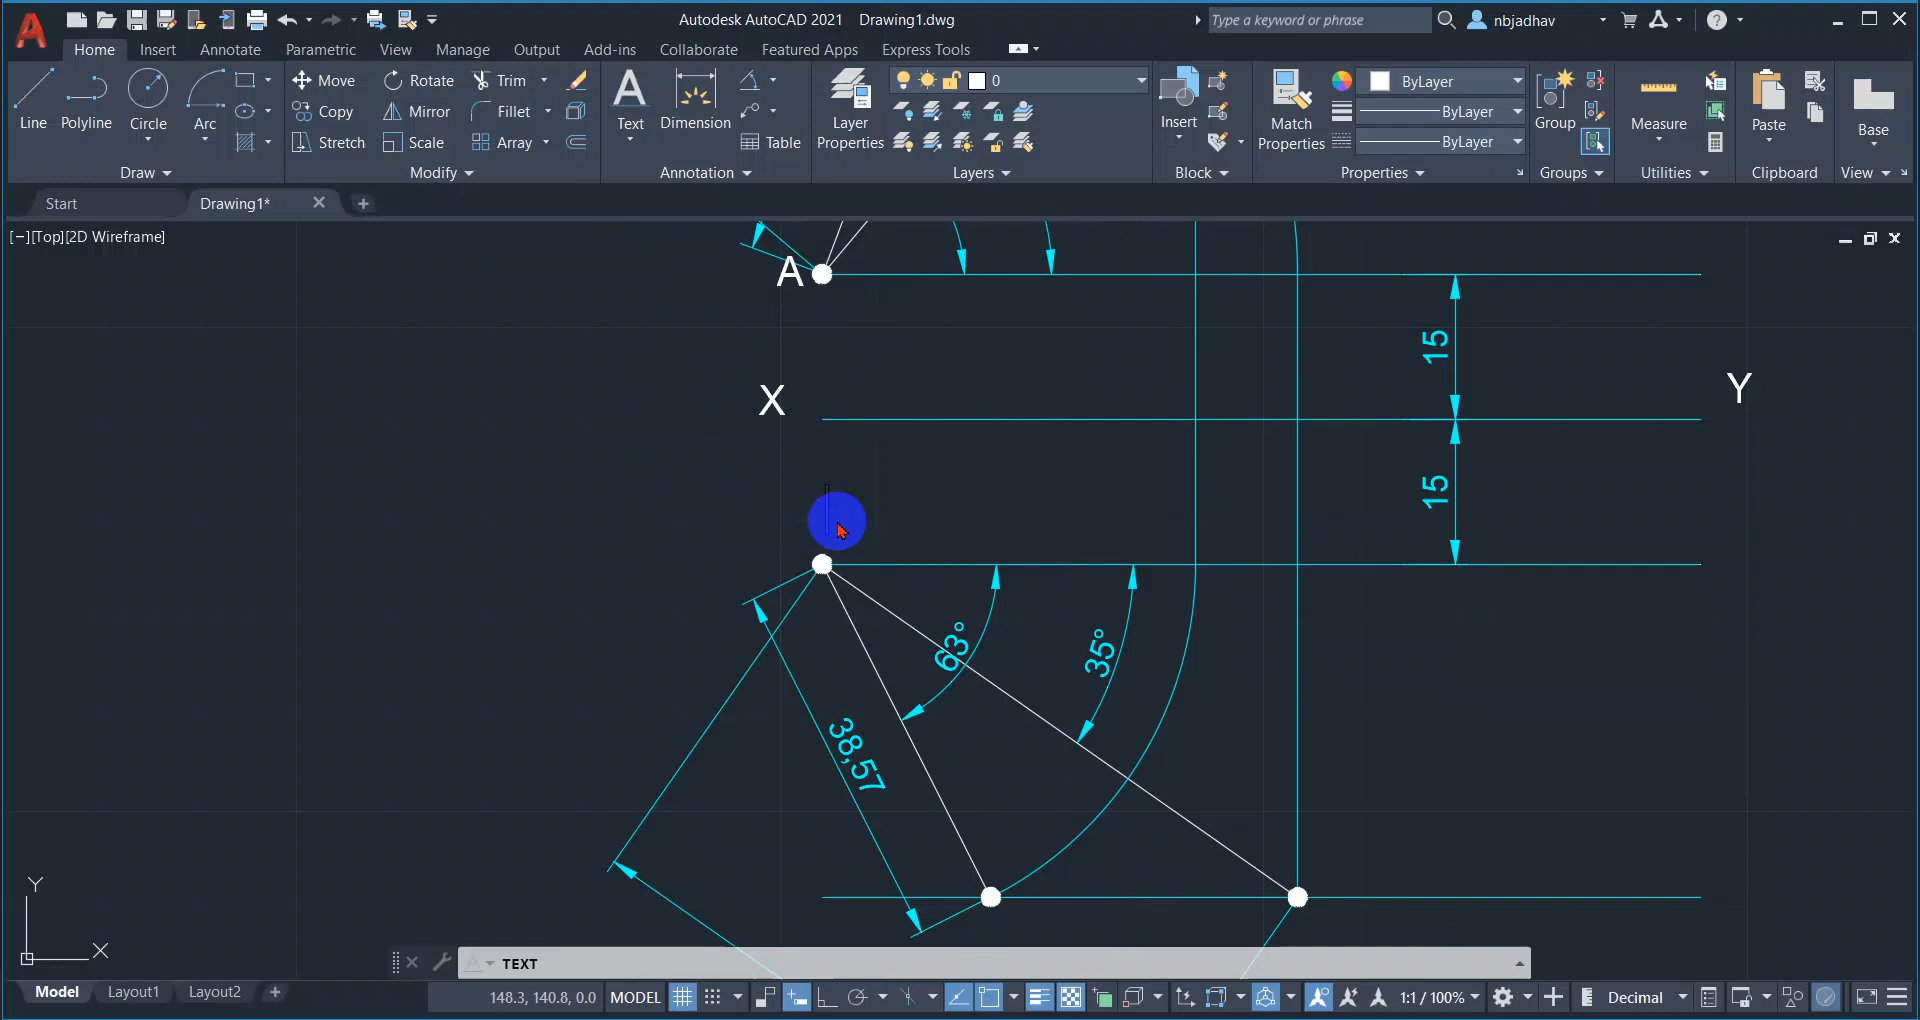 Autodesk AutoCAD 2021 Drawing1.dwg
Type a keyword or phrase
nbjadhav
Home Insert Annotate Parametric View Manage Output Add-ins Collaborate Featured Apps Express Tools
Line Polyline Circle Arc
Move Rotate Trim
Copy Mirror Fillet
Stretch Scale Array
Text Dimension Table
Layer Properties
0
Insert
Match Properties
ByLayer
ByLayer
ByLayer
Group
Measure
Paste
Base
Draw Modify Annotation Layers Block Properties Groups Utilities Clipboard View
Start Drawing1*
[−][Top][2D Wireframe]
A
15
X
Y
15
63°
35°
38,57
Y
X
TEXT
Model Layout1 Layout2
148.3, 140.8, 0.0 MODEL 1:1 / 100% Decimal